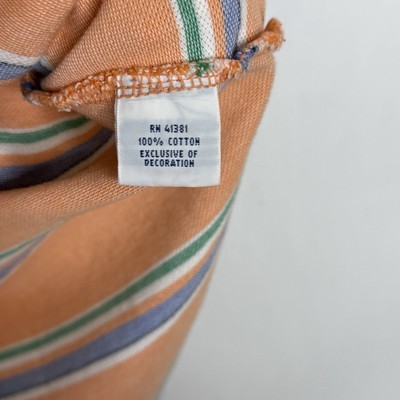 RN 41381
100% COTTON
EXCLUSIVE OF
DECORATION